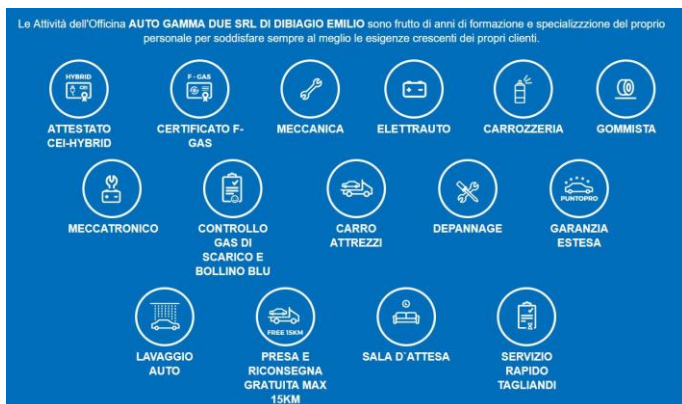 Le Attività dell'Officina AUTO GAMMA DUE SRL DI DIBIAGIO EMILIO sono frutto di anni di formazione e specializzzione del proprio
personale per soddisfare sempre al meglio le esigenze crescenti dei propri clienti.
HYBRID
CEI
ATTESTATO
CEI-HYBRID
F-GAS
CERTIFICATO F-
GAS
MECCANICA
ELETTRAUTO
CARROZZERIA
GOMMISTA
MECCATRONICO
CONTROLLO
GAS DI
SCARICO E
BOLLINO BLU
CARRO
ATTREZZI
DEPANNAGE
PUNTOPRO
GARANZIA
ESTESA
LAVAGGIO
AUTO
FREE 15KM
PRESA E
RICONSEGNA
GRATUITA MAX
15KM
SALA D`ATTESA
SERVIZIO
RAPIDO
TAGLIANDI